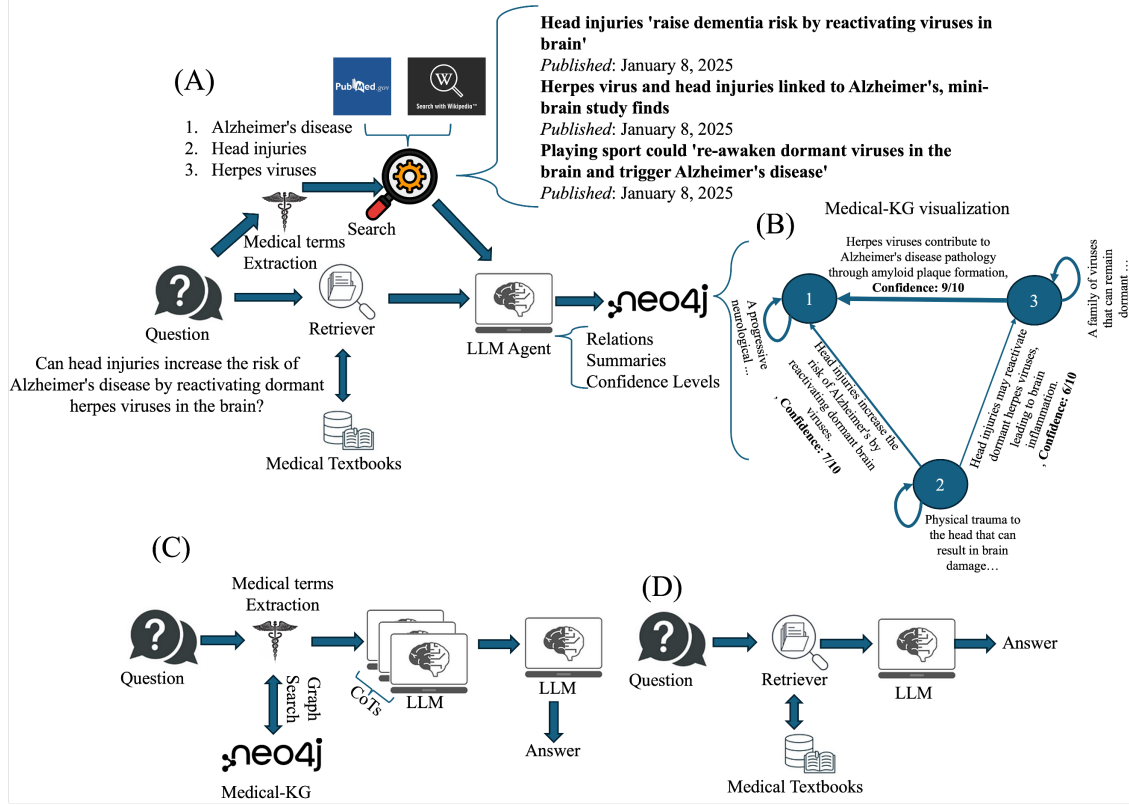 Head injuries 'raise dementia risk by reactivating viruses in
brain'
Published: January 8, 2025
Herpes virus and head injuries linked to Alzheimer's, mini-
brain study finds
Published: January 8, 2025
Playing sport could 're-awaken dormant viruses in the
brain and trigger Alzheimer's disease'
Published: January 8, 2025
(A)
PubMed.gov
W
Search with Wikipedia™
1. Alzheimer's disease
2. Head injuries
3. Herpes viruses
Search
Medical terms
Extraction
?
Question
Retriever
LLM Agent
neo4j
Relations
Summaries
Confidence Levels
Can head injuries increase the risk of
Alzheimer's disease by reactivating dormant
herpes viruses in the brain?
Medical Textbooks
Medical-KG visualization
(B)
Herpes viruses contribute to
Alzheimer's disease pathology
through amyloid plaque formation,
Confidence: 9/10
1
3
2
A family of viruses
that can remain
dormant …
A progressive
neurological ...
Head injuries increase the
risk of Alzheimer's by
reactivating dormant brain
viruses.
, Confidence: 7/10
Head injuries may reactivate
dormant herpes viruses,
leading to brain
inflammation.
, Confidence: 6/10
Physical trauma to
the head that can
result in brain
damage…
(C)
Medical terms
Extraction
?
Question
Graph
Search
neo4j
Medical-KG
CoTs
LLM
LLM
Answer
(D)
?
Question
Retriever
LLM
Answer
Medical Textbooks